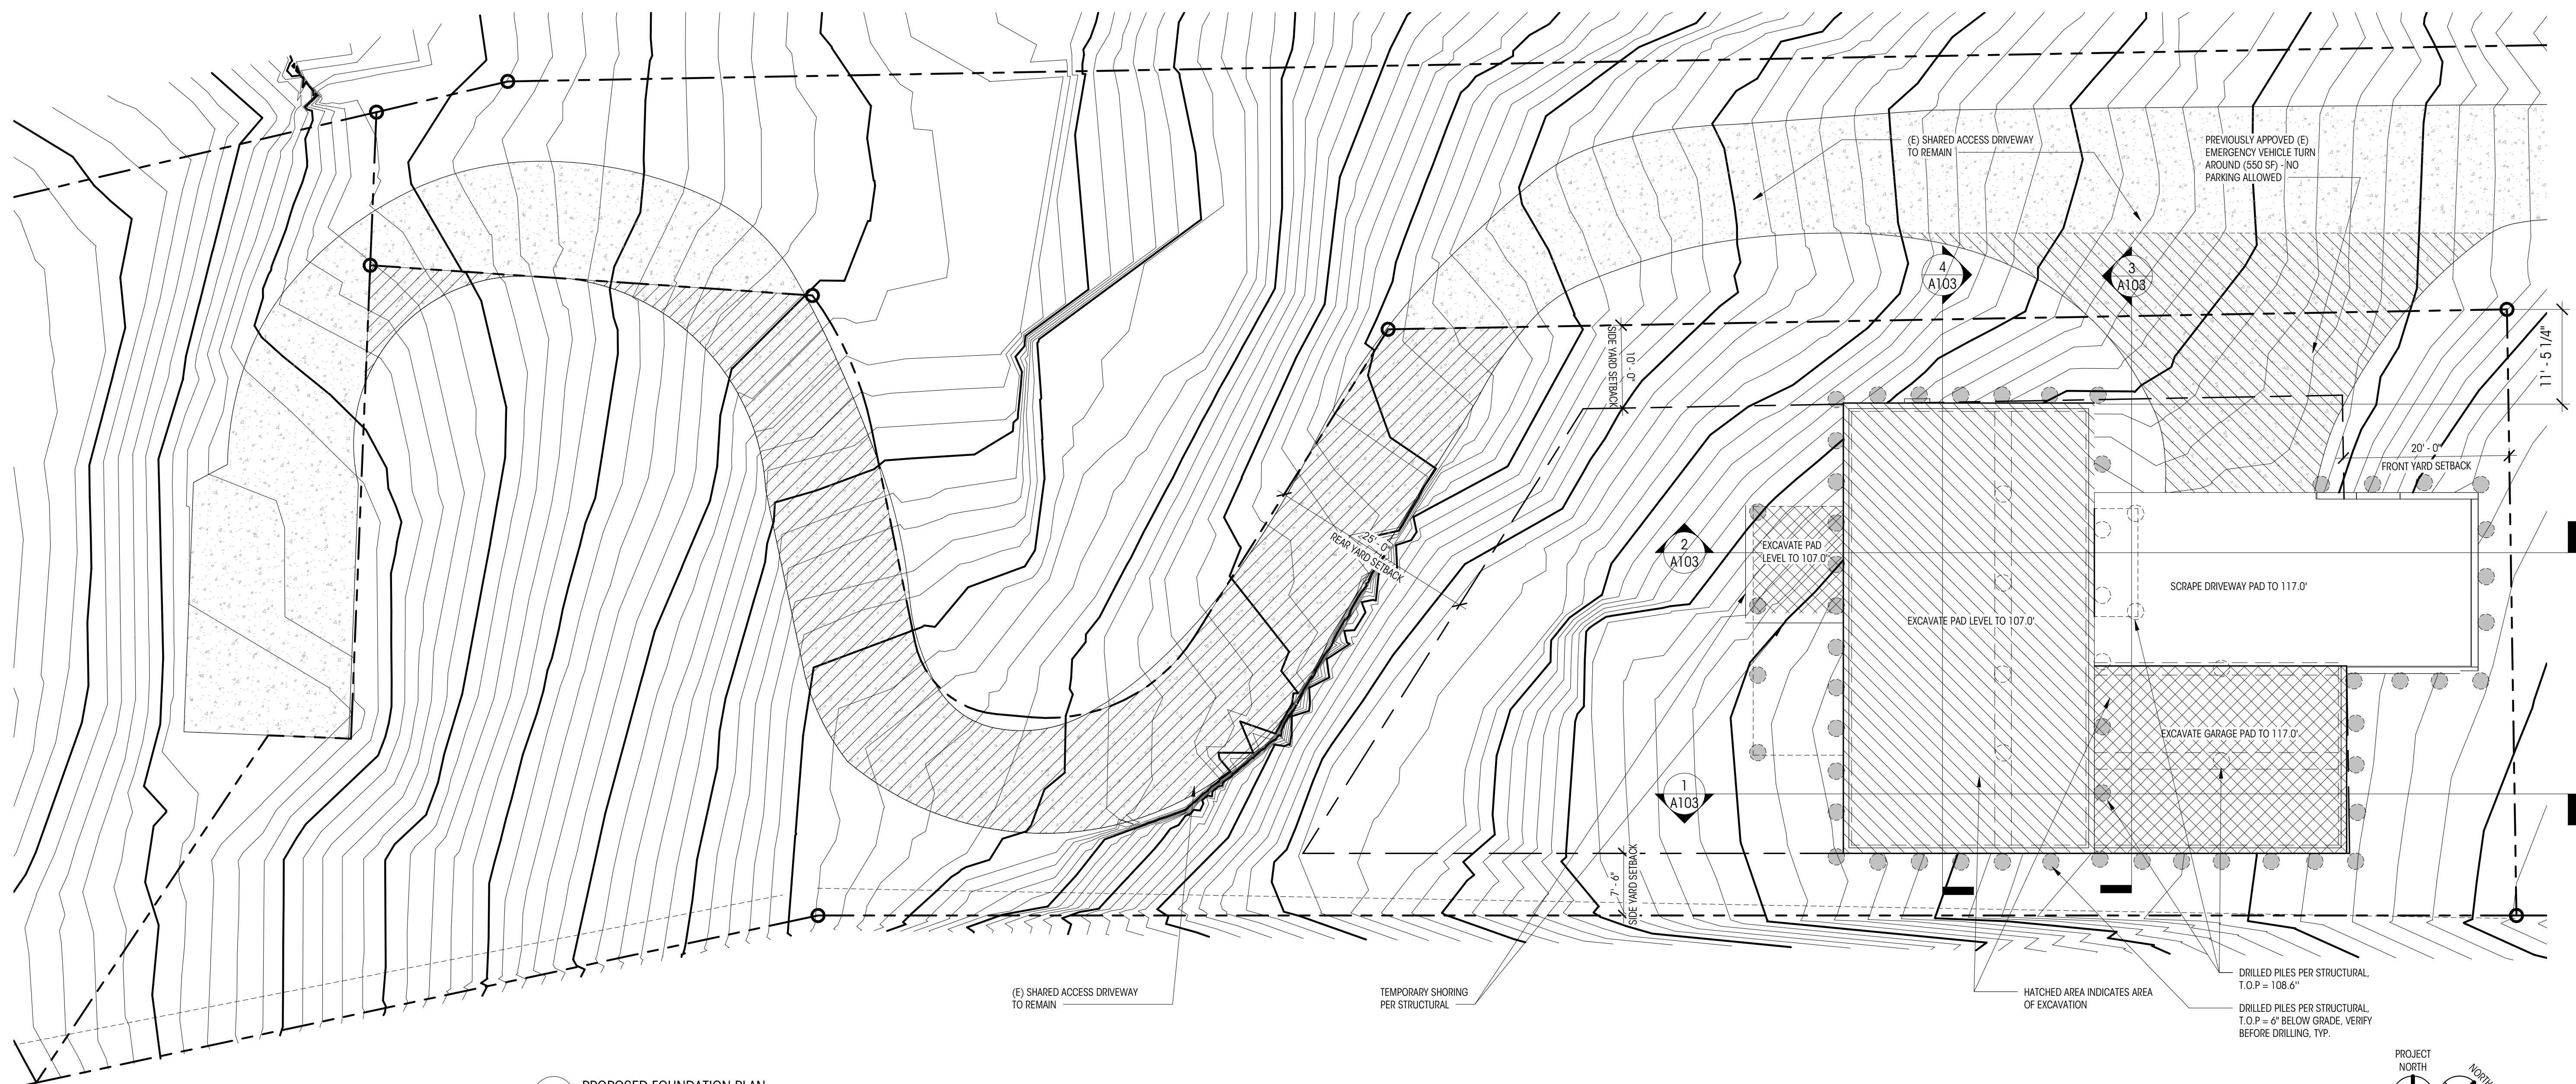 (E) SHARED ACCESS DRIVEWAY
TO REMAIN
PREVIOUSLY APPOVED (E)
EMERGENCY VEHICLE TURN
AROUND (550 SF) - NO
PARKING ALLOWED
4
A103
3
A103
10' - 0"
SIDE YARD SETBACK
11' - 5 1/4"
20' - 0"
FRONT YARD SETBACK
25' - 0"
REAR YARD SETBACK
2
A103
EXCAVATE PAD
LEVEL TO 107.0'
SCRAPE DRIVEWAY PAD TO 117.0'
EXCAVATE PAD LEVEL TO 107.0'
EXCAVATE GARAGE PAD TO 117.0'
1
A103
7' - 6"
SIDE YARD SETBACK
(E) SHARED ACCESS DRIVEWAY
TO REMAIN
TEMPORARY SHORING
PER STRUCTURAL
HATCHED AREA INDICATES AREA
OF EXCAVATION
DRILLED PILES PER STRUCTURAL,
T.O.P = 108.6"
DRILLED PILES PER STRUCTURAL,
T.O.P = 6" BELOW GRADE, VERIFY
BEFORE DRILLING, TYP.
PROJECT
NORTH
NORTH
PROPOSED FOUNDATION PLAN